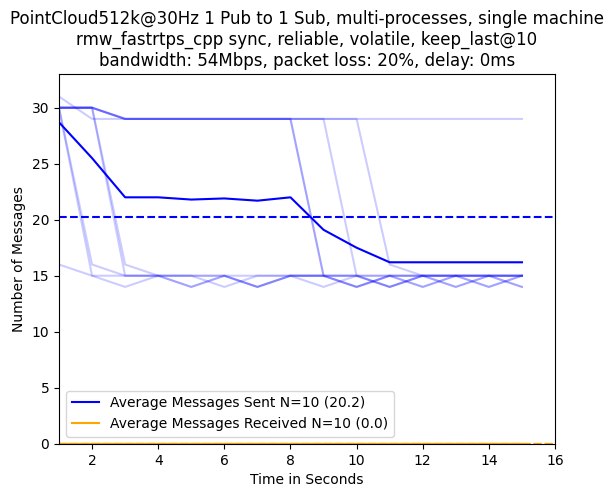 PointCloud512k@30Hz 1 Pub to 1 Sub, multi-processes, single machine
rmw_fastrtps_cpp sync, reliable, volatile, keep_last@10
bandwidth: 54Mbps, packet loss: 20%, delay: 0ms
30
25
20
15
10
5
0
Number of Messages
Average Messages Sent N=10 (20.2)
Average Messages Received N=10 (0.0)
2 4 6 8 10 12 14 16
Time in Seconds